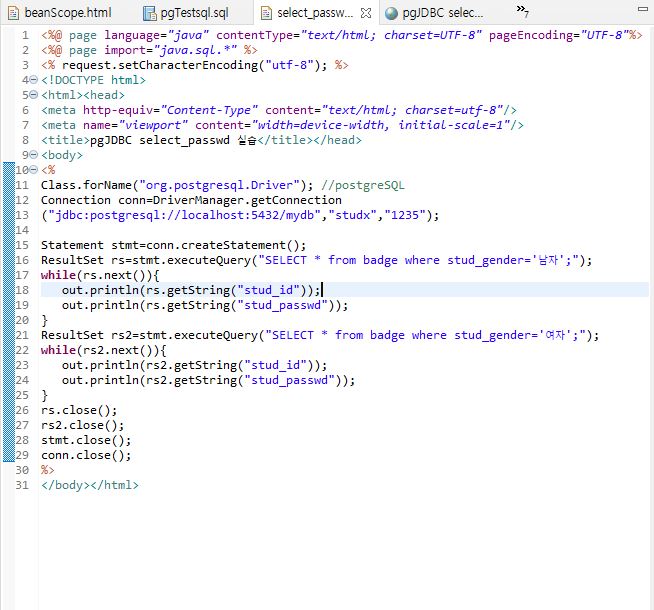 beanScope.html pgTestsql.sql select_passw... pgJDBC selec... »7
1 <%@ page language="java" contentType="text/html; charset=UTF-8" pageEncoding="UTF-8"%>
2 <%@ page import="java.sql.*" %>
3 <% request.setCharacterEncoding("utf-8"); %>
4 <!DOCTYPE html>
5 <html><head>
6 <meta http-equiv="Content-Type" content="text/html; charset=utf-8"/>
7 <meta name="viewport" content="width=device-width, initial-scale=1"/>
8 <title>pgJDBC select_passwd 실습</title></head>
9 <body>
10 <%
11 Class.forName("org.postgresql.Driver"); //postgreSQL
12 Connection conn=DriverManager.getConnection
13 ("jdbc:postgresql://localhost:5432/mydb","studx","1235");
14
15 Statement stmt=conn.createStatement();
16 ResultSet rs=stmt.executeQuery("SELECT * from badge where stud_gender='남자';");
17 while(rs.next()){
18 out.println(rs.getString("stud_id"));
19 out.println(rs.getString("stud_passwd"));
20 }
21 ResultSet rs2=stmt.executeQuery("SELECT * from badge where stud_gender='여자';");
22 while(rs2.next()){
23 out.println(rs2.getString("stud_id"));
24 out.println(rs2.getString("stud_passwd"));
25 }
26 rs.close();
27 rs2.close();
28 stmt.close();
29 conn.close();
30 %>
31 </body></html>